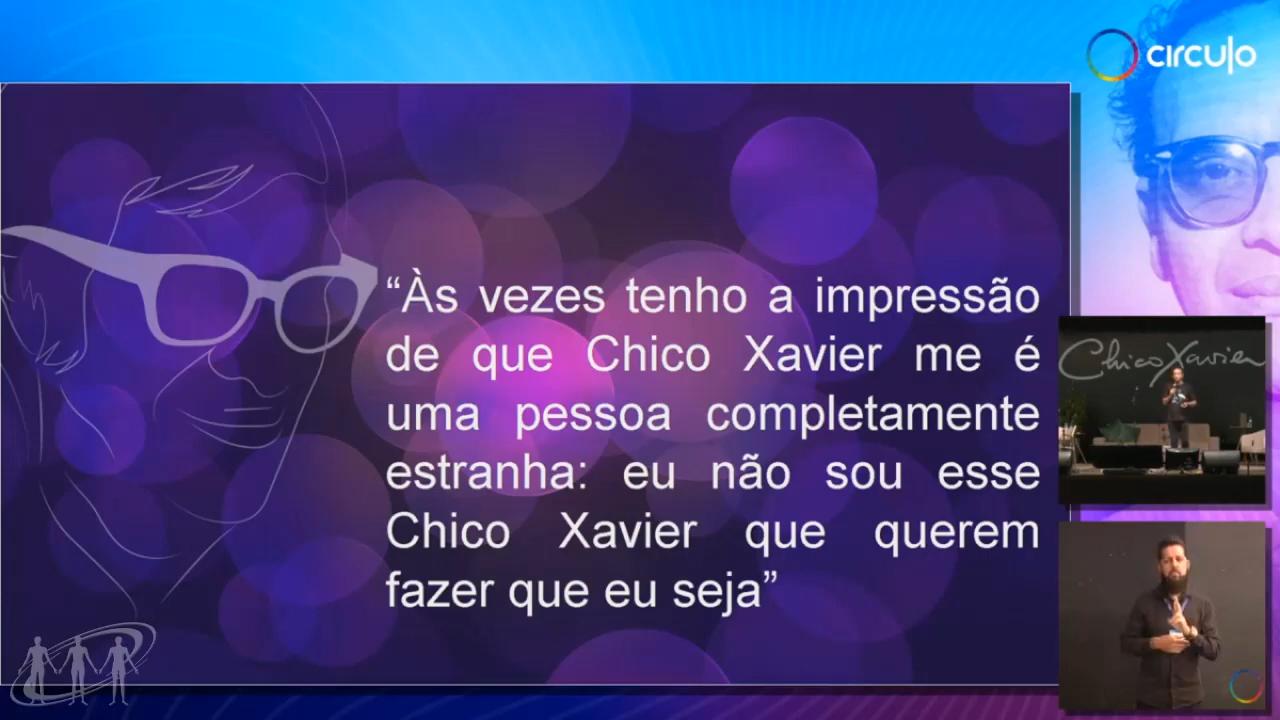 circulo
“Às vezes tenho a impressão
de que Chico Xavier me é
uma pessoa completamente
estranha: eu não sou esse
Chico Xavier que querem
fazer que eu seja”
Chico Xavier